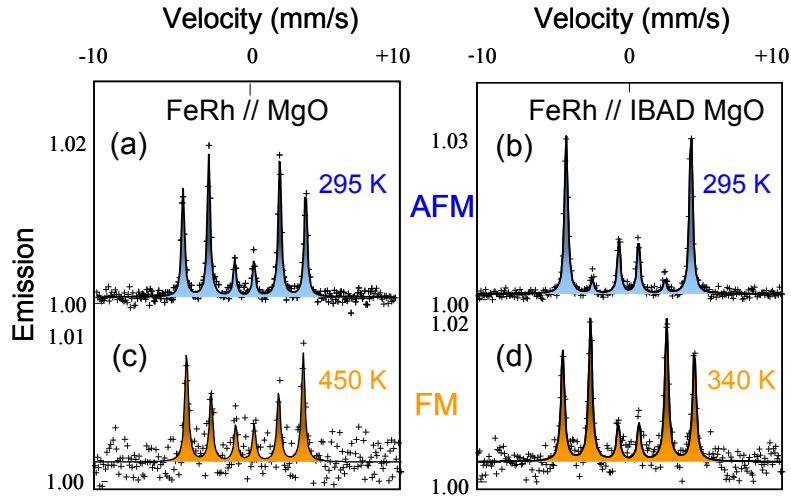 Velocity (mm/s)
Velocity (mm/s)
-10 0 +10
-10 0 +10
FeRh // MgO
FeRh // IBAD MgO
1.02
(a)
295 K
1.03
(b)
295 K
AFM
1.00
1.00
Emission
1.01
(c)
450 K
1.02
(d)
340 K
FM
1.00
1.00